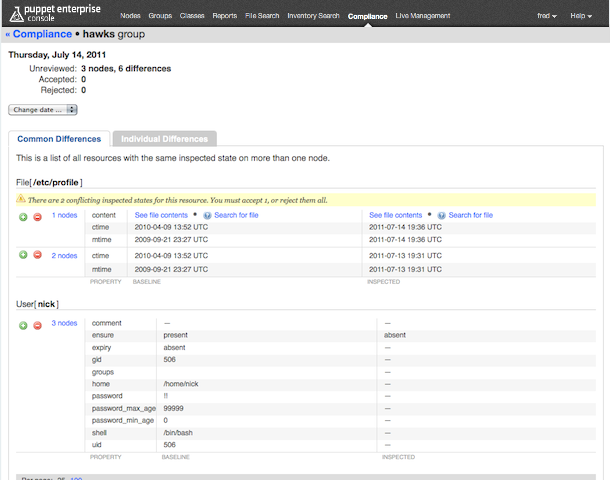 puppet enterprise
console
Nodes Groups Classes Reports File Search Inventory Search Compliance Live Management fred Help
« Compliance • hawks group
Thursday, July 14, 2011
Unreviewed: 3 nodes, 6 differences
Accepted: 0
Rejected: 0
Change date ...
Common Differences Individual Differences
This is a list of all resources with the same inspected state on more than one node.
File[ /etc/profile ]
There are 2 conflicting inspected states for this resource. You must accept 1, or reject them all.
1 nodes content See file contents • Search for file See file contents • Search for file
ctime 2010-04-09 13:52 UTC 2011-07-14 19:36 UTC
mtime 2009-09-21 23:27 UTC 2011-07-14 19:36 UTC
2 nodes ctime 2010-04-09 13:52 UTC 2011-07-13 19:31 UTC
mtime 2009-09-21 23:27 UTC 2011-07-13 19:31 UTC
PROPERTY BASELINE INSPECTED
User[ nick ]
3 nodes comment —
ensure present absent
expiry absent —
gid 506 —
groups —
home /home/nick —
password !! —
password_max_age 99999 —
password_min_age 0 —
shell /bin/bash —
uid 506 —
PROPERTY BASELINE INSPECTED
Per page: 25 100